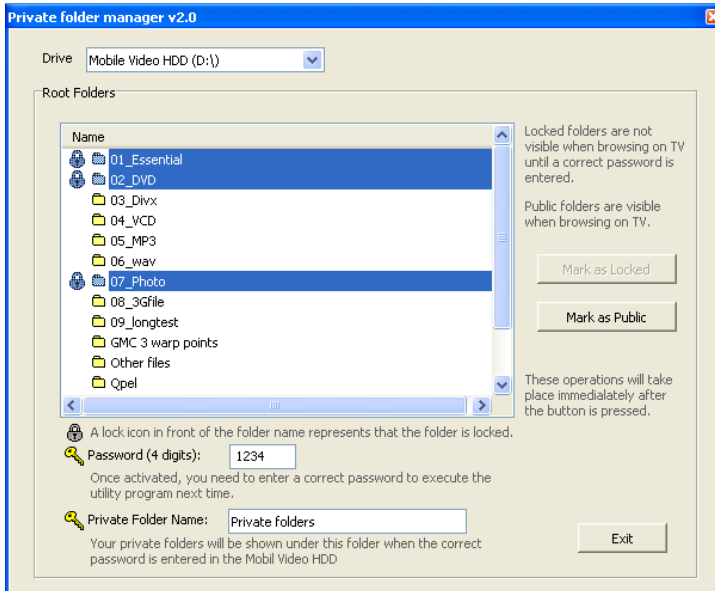 Private folder manager v2.0
Drive
Mobile Video HDD (D:\)
Root Folders
Name
01_Essential
02_DVD
03_Divx
04_VCD
05_MP3
06_wav
07_Photo
08_3Gfile
09_longtest
GMC 3 warp points
Other files
Qpel
Locked folders are not
visible when browsing on TV
until a correct password is
entered.
Public folders are visible
when browsing on TV.
Mark as Locked
Mark as Public
These operations will take
place immedialately after
the button is pressed.
A lock icon in front of the folder name represents that the folder is locked.
Password (4 digits):
1234
Once activated, you need to enter a correct password to execute the
utility program next time.
Private Folder Name:
Private folders
Your private folders will be shown under this folder when the correct
password is entered in the Mobil Video HDD
Exit